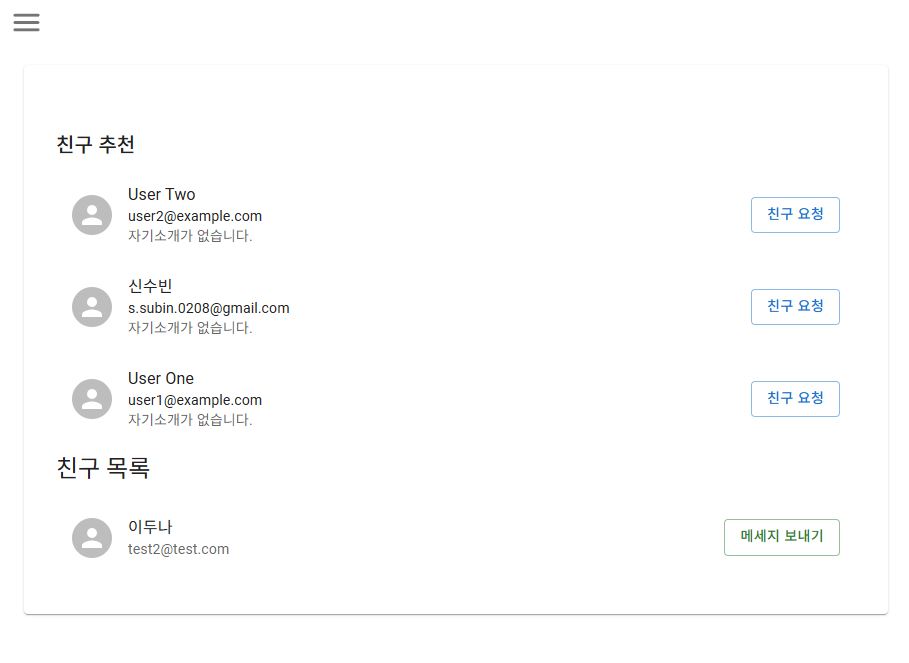 친구 추천
User Two
user2@example.com
자기소개가 없습니다.
친구 요청
신수빈
s.subin.0208@gmail.com
자기소개가 없습니다.
친구 요청
User One
user1@example.com
자기소개가 없습니다.
친구 요청
친구 목록
이두나
test2@test.com
메세지 보내기